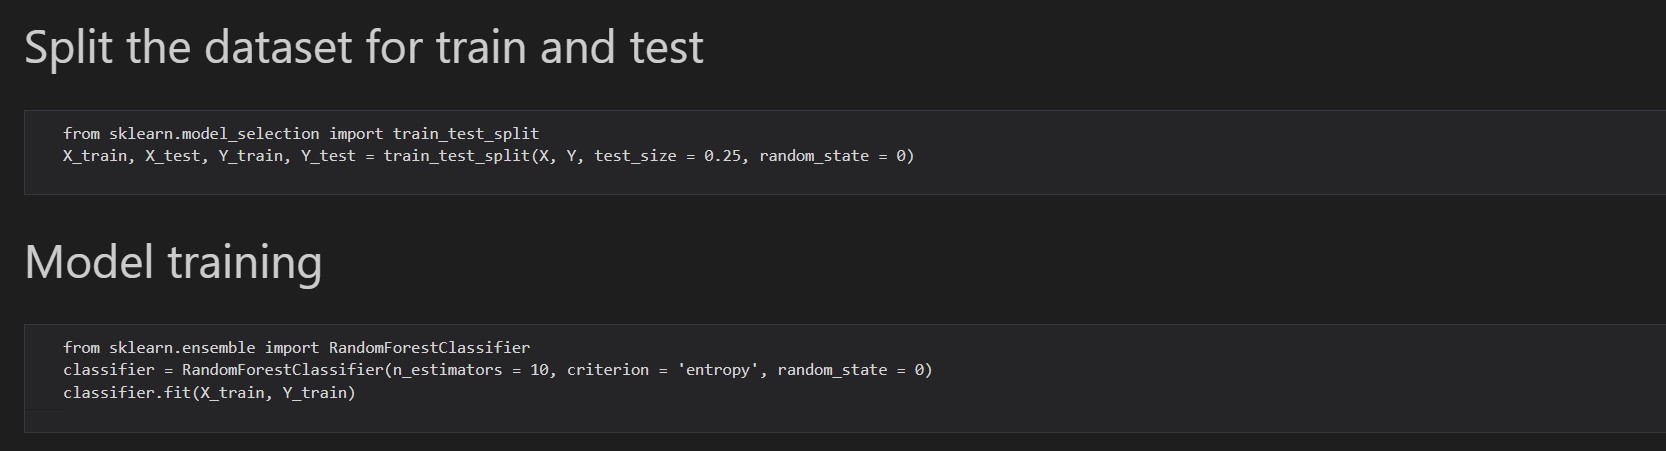 Split the dataset for train and test
from sklearn.model_selection import train_test_split
X_train, X_test, Y_train, Y_test = train_test_split(X, Y, test_size = 0.25, random_state = 0)
Model training
from sklearn.ensemble import RandomForestClassifier
classifier = RandomForestClassifier(n_estimators = 10, criterion = 'entropy', random_state = 0)
classifier.fit(X_train, Y_train)